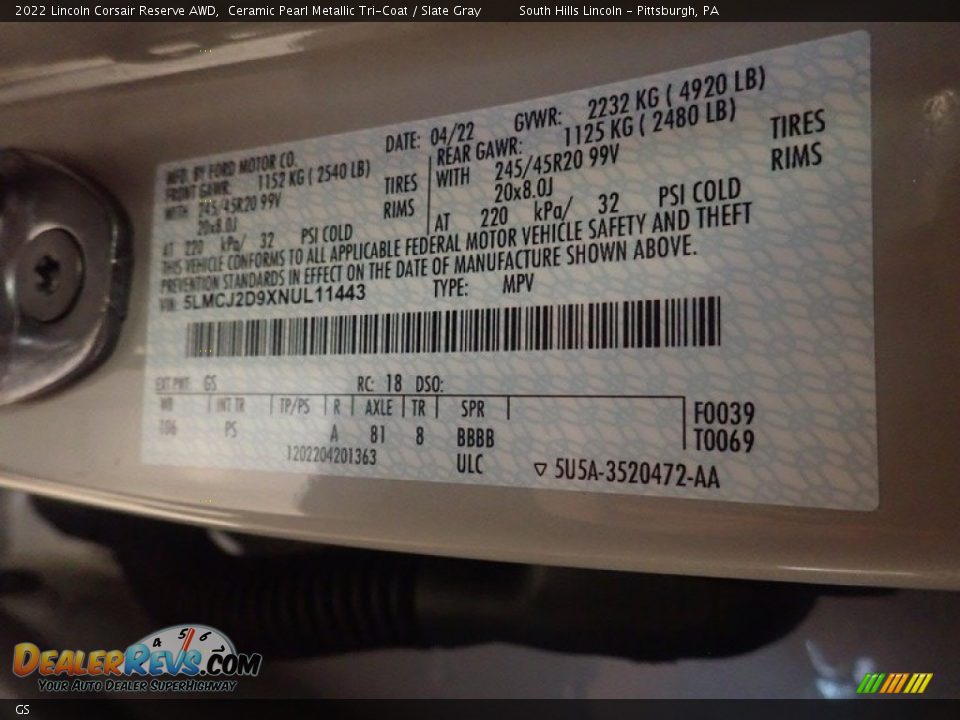 2022 Lincoln Corsair Reserve AWD, Ceramic Pearl Metallic Tri-Coat / Slate Gray South Hills Lincoln - Pittsburgh, PA
MFD. BY FORD MOTOR CO. DATE: 04/22 GVWR: 2232 KG ( 4920 LB)
FRONT GAWR: 1152 KG ( 2540 LB) REAR GAWR: 1125 KG ( 2480 LB)
WITH 245/45R20 99V TIRES WITH 245/45R20 99V TIRES
20x8.0J RIMS 20x8.0J RIMS
AT 220 kPa/ 32 PSI COLD AT 220 kPa/ 32 PSI COLD
THIS VEHICLE CONFORMS TO ALL APPLICABLE FEDERAL MOTOR VEHICLE SAFETY AND THEFT
PREVENTION STANDARDS IN EFFECT ON THE DATE OF MANUFACTURE SHOWN ABOVE.
VIN: 5LMCJ2D9XNUL11443 TYPE: MPV
EXT PNT: GS RC: 18 DSO:
WB INT TR TP/PS R AXLE TR SPR F0039
106 PS A 81 8 BBBB T0069
1202204201363 ULC ▽ 5U5A-3520472-AA
4 5 6
DEALERREVS.COM
YOUR AUTO DEALER SUPERHIGHWAY
GS